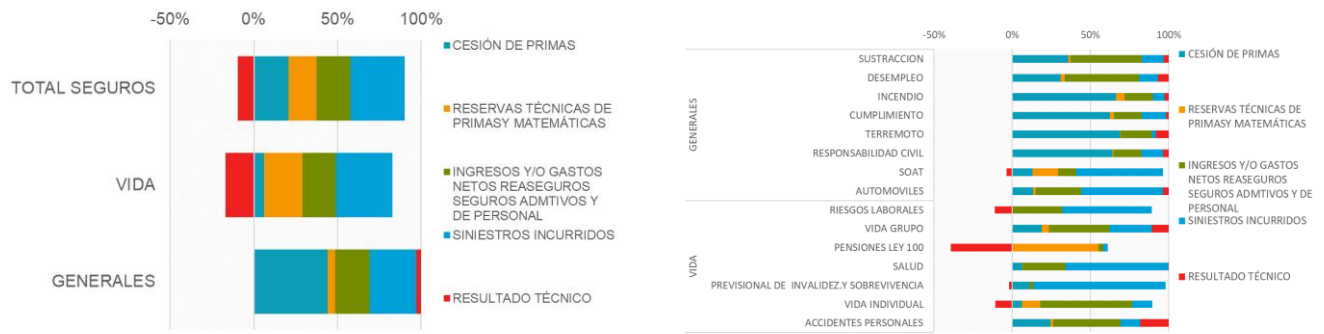 -50% 0% 50% 100%
TOTAL SEGUROS
VIDA
GENERALES
CESIÓN DE PRIMAS
RESERVAS TÉCNICAS DE
PRIMASY MATEMÁTICAS
INGRESOS Y/O GASTOS
NETOS REASEGUROS
SEGUROS ADMTIVOS Y
DE PERSONAL
SINIESTROS INCURRIDOS
RESULTADO TÉCNICO
-50% 0% 50% 100%
GENERALES
SUSTRACCION
DESEMPLEO
INCENDIO
CUMPLIMIENTO
TERREMOTO
RESPONSABILIDAD CIVIL
SOAT
AUTOMOVILES
VIDA
RIESGOS LABORALES
VIDA GRUPO
PENSIONES LEY 100
SALUD
PREVISIONAL DE INVALIDEZ.Y SOBREVIVENCIA
VIDA INDIVIDUAL
ACCIDENTES PERSONALES
CESIÓN DE PRIMAS
RESERVAS TÉCNICAS DE
PRIMASY MATEMÁTICAS
INGRESOS Y/O GASTOS
NETOS REASEGUROS
SEGUROS ADMTIVOS Y DE
PERSONAL
SINIESTROS INCURRIDOS
RESULTADO TÉCNICO